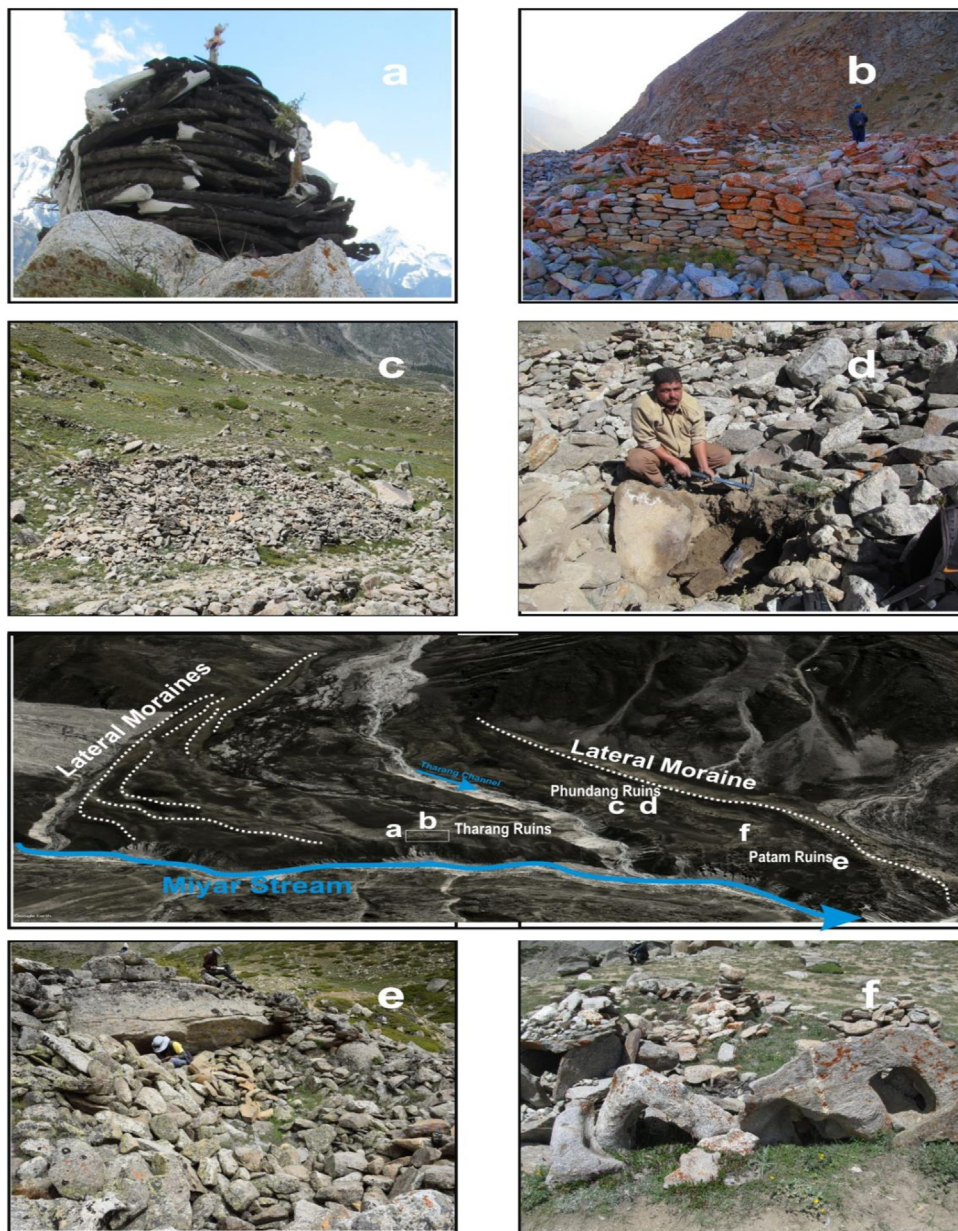 a
b
c
d
Lateral Moraines
Lateral Moraine
Tharang Channel
Phundang Ruins
c d
a b Tharang Ruins
f
Patam Ruins e
Miyar Stream
e
f